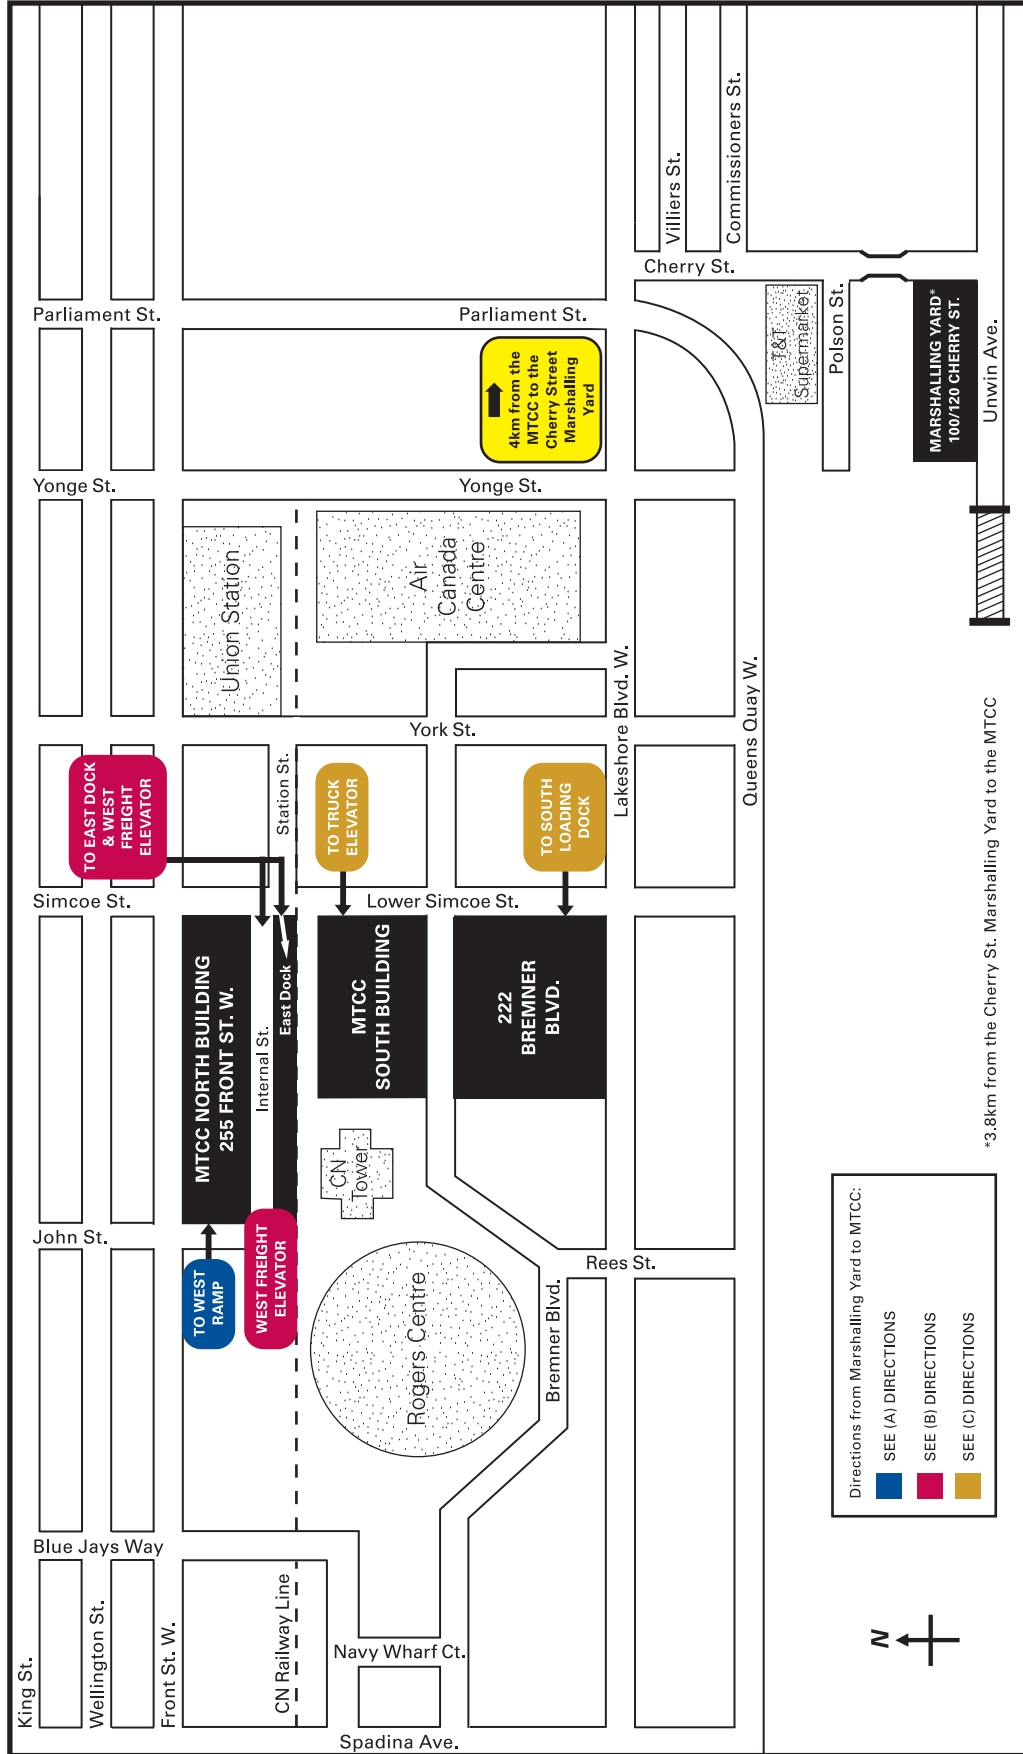 King St.
Wellington St.
Front St. W.
CN Railway Line
Spadina Ave.
Navy Wharf Ct.
Blue Jays Way
John St.
Simcoe St.
Yonge St.
Parliament St.
TO EAST DOCK
& WEST
FREIGHT
ELEVATOR
MTCC NORTH BUILDING
255 FRONT ST. W.
Internal St.
East Dock
TO WEST
RAMP
WEST FREIGHT
ELEVATOR
Station St.
Union Station
Air
Canada
Centre
York St.
TO TRUCK
ELEVATOR
TO SOUTH
LOADING
DOCK
Lower Simcoe St.
MTCC
SOUTH BUILDING
222
BREMNER
BLVD.
CN
Tower
Rogers Centre
Bremner Blvd.
Rees St.
Yonge St.
Parliament St.
4km from the
MTCC to the
Cherry Street
Marshalling
Yard
Lakeshore Blvd. W.
Queens Quay W.
Cherry St.
Villiers St.
Commissioners St.
T&T
Supermarket
Polson St.
MARSHALLING YARD*
100/120 CHERRY ST.
Unwin Ave.
N
Directions from Marshalling Yard to MTCC:
SEE (A) DIRECTIONS
SEE (B) DIRECTIONS
SEE (C) DIRECTIONS
*3.8km from the Cherry St. Marshalling Yard to the MTCC